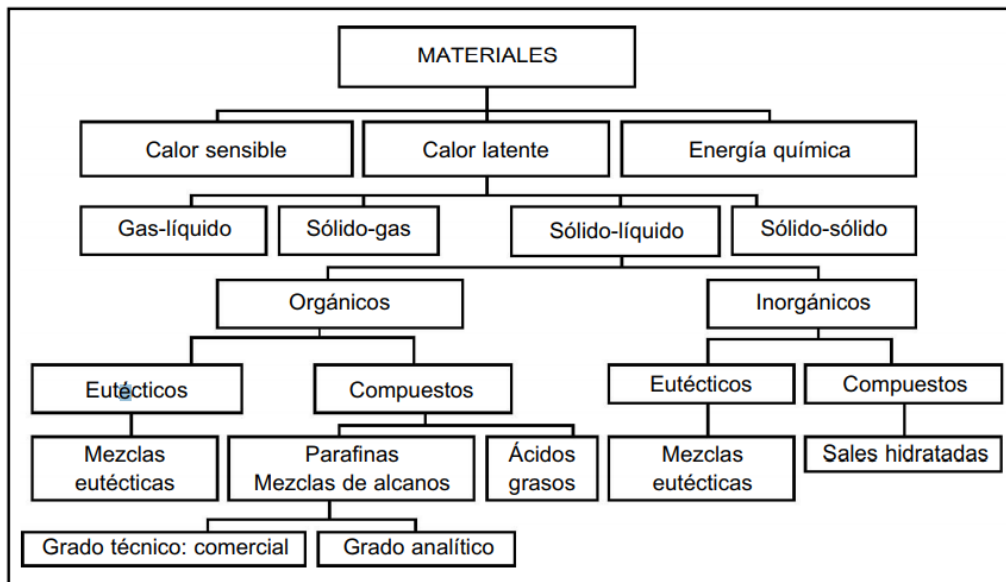 MATERIALES
Calor sensible
Calor latente
Energía química
Gas-líquido
Sólido-gas
Sólido-líquido
Sólido-sólido
Orgánicos
Inorgánicos
Eutécticos
Compuestos
Eutécticos
Compuestos
Mezclas
eutécticas
Parafinas
Mezclas de alcanos
Ácidos
grasos
Mezclas
eutécticas
Sales hidratadas
Grado técnico: comercial
Grado analítico